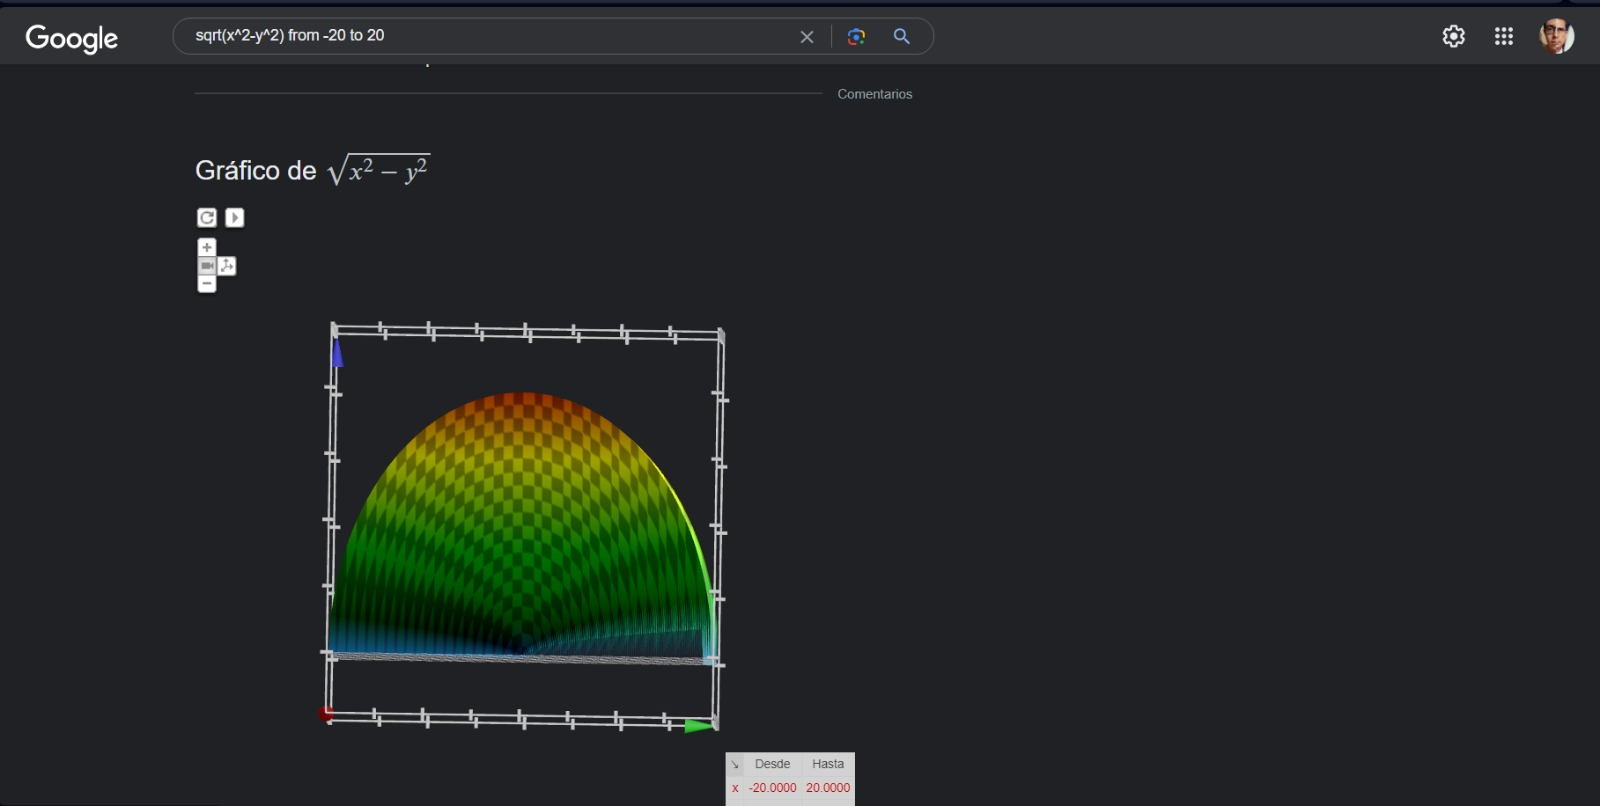 Google
sqrt(x^2-y^2) from -20 to 20
Comentarios
Gráfico de √x² − y²
Desde Hasta
x -20.0000 20.0000